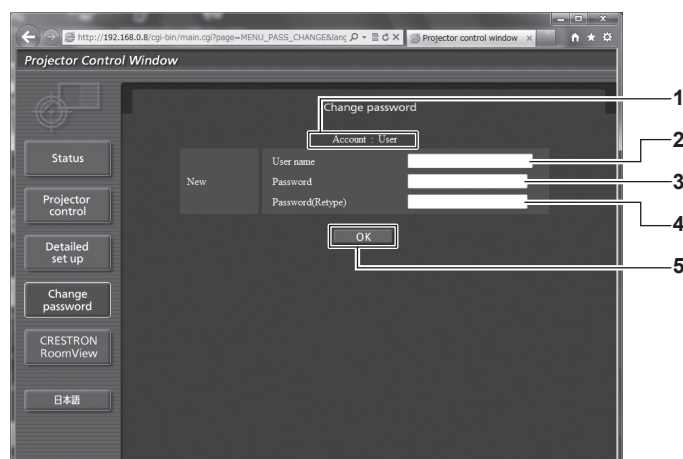 http://192.168.0.8/cgi-bin/main.cgi?page=MENU_PASS_CHANGE&lang
Projector control window
Projector Control Window
Change password
1
Account : User
2
User name
New
Password
3
Password(Retype)
4
OK
5
Status
Projector
control
Detailed
set up
Change
password
CRESTRON
RoomView
日本語